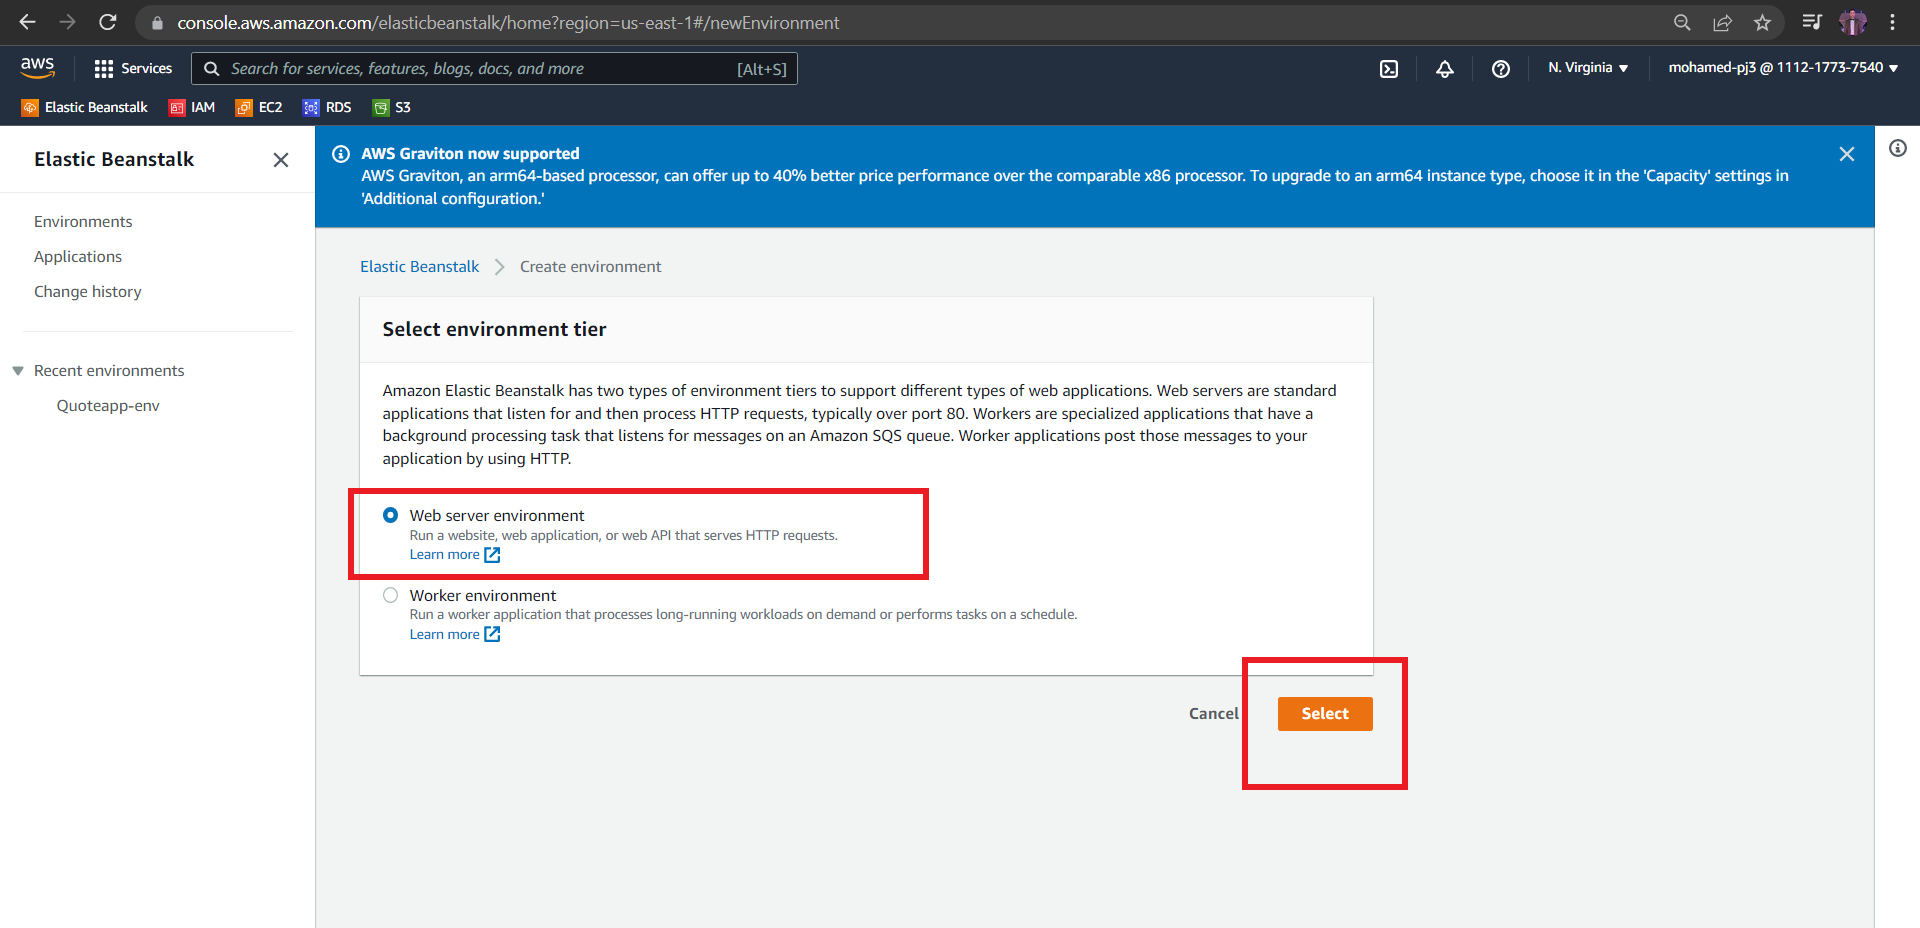 console.aws.amazon.com/elasticbeanstalk/home?region=us-east-1#/newEnvironment
aws Services Search for services, features, blogs, docs, and more [Alt+S] N. Virginia ▼ mohamed-pj3 @ 1112-1773-7540 ▼
Elastic Beanstalk IAM EC2 RDS S3
Elastic Beanstalk
Environments
Applications
Change history
Recent environments
Quoteapp-env
AWS Graviton now supported
AWS Graviton, an arm64-based processor, can offer up to 40% better price performance over the comparable x86 processor. To upgrade to an arm64 instance type, choose it in the 'Capacity' settings in
'Additional configuration.'
Elastic Beanstalk Create environment
Select environment tier
Amazon Elastic Beanstalk has two types of environment tiers to support different types of web applications. Web servers are standard
applications that listen for and then process HTTP requests, typically over port 80. Workers are specialized applications that have a
background processing task that listens for messages on an Amazon SQS queue. Worker applications post those messages to your
application by using HTTP.
Web server environment
Run a website, web application, or web API that serves HTTP requests.
Learn more
Worker environment
Run a worker application that processes long-running workloads on demand or performs tasks on a schedule.
Learn more
Cancel Select